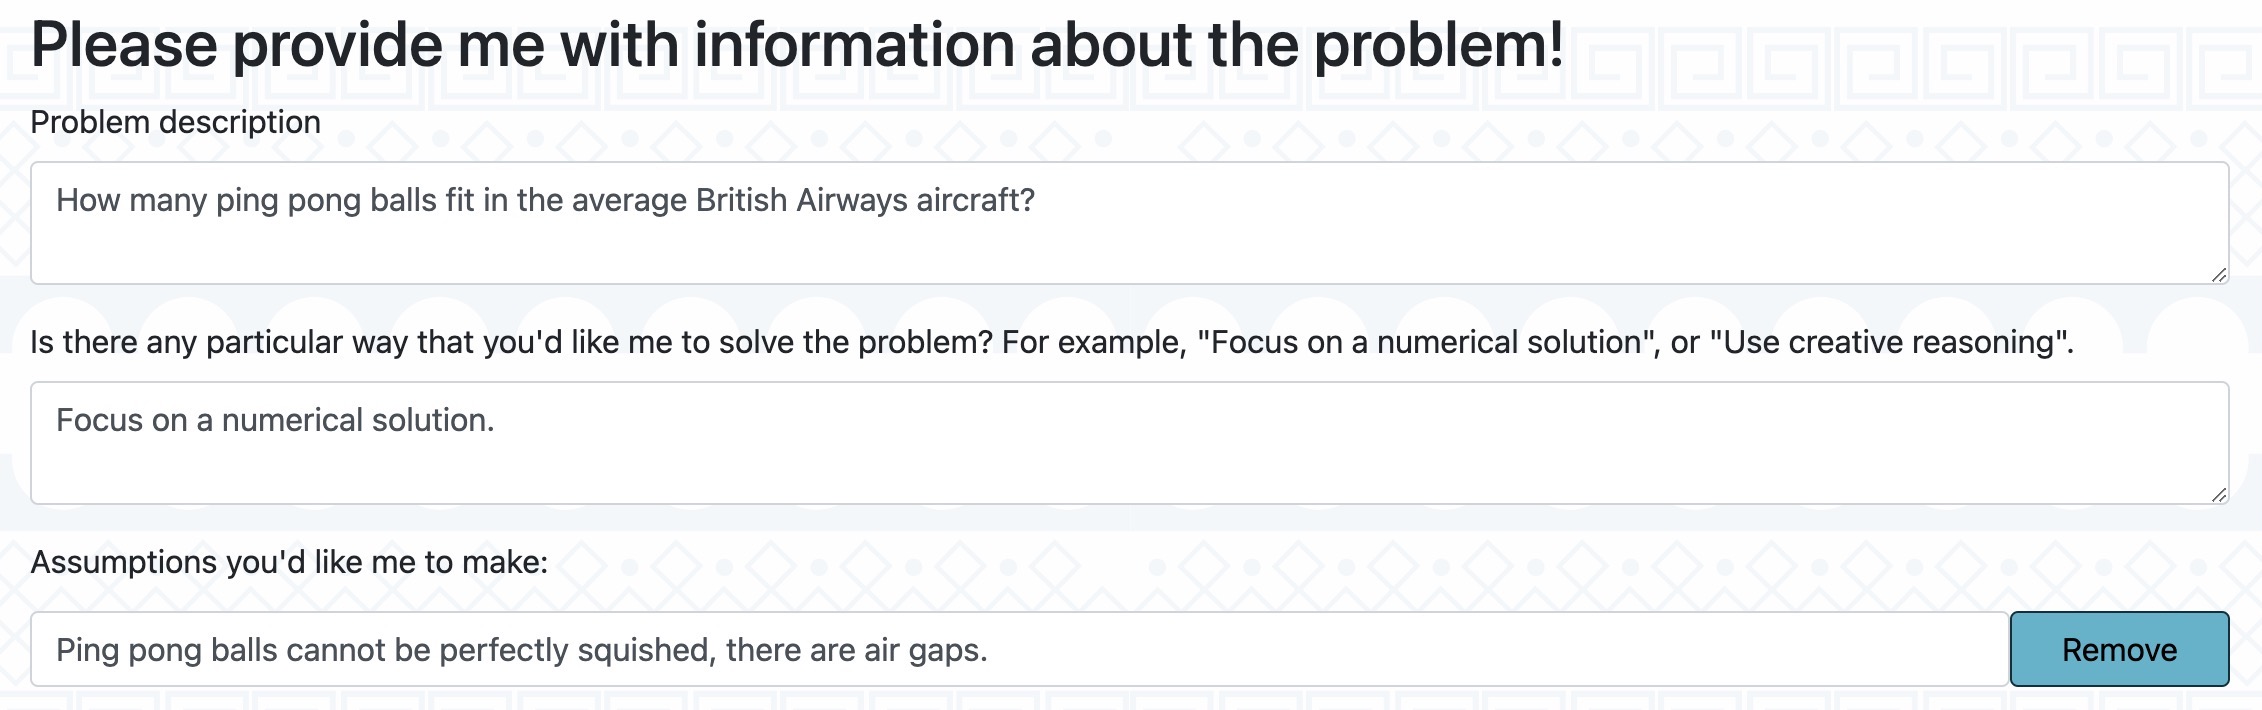 Please provide me with information about the problem!
Problem description
How many ping pong balls fit in the average British Airways aircraft?
Is there any particular way that you'd like me to solve the problem? For example, "Focus on a numerical solution", or "Use creative reasoning".
Focus on a numerical solution.
Assumptions you'd like me to make:
Ping pong balls cannot be perfectly squished, there are air gaps.
Remove